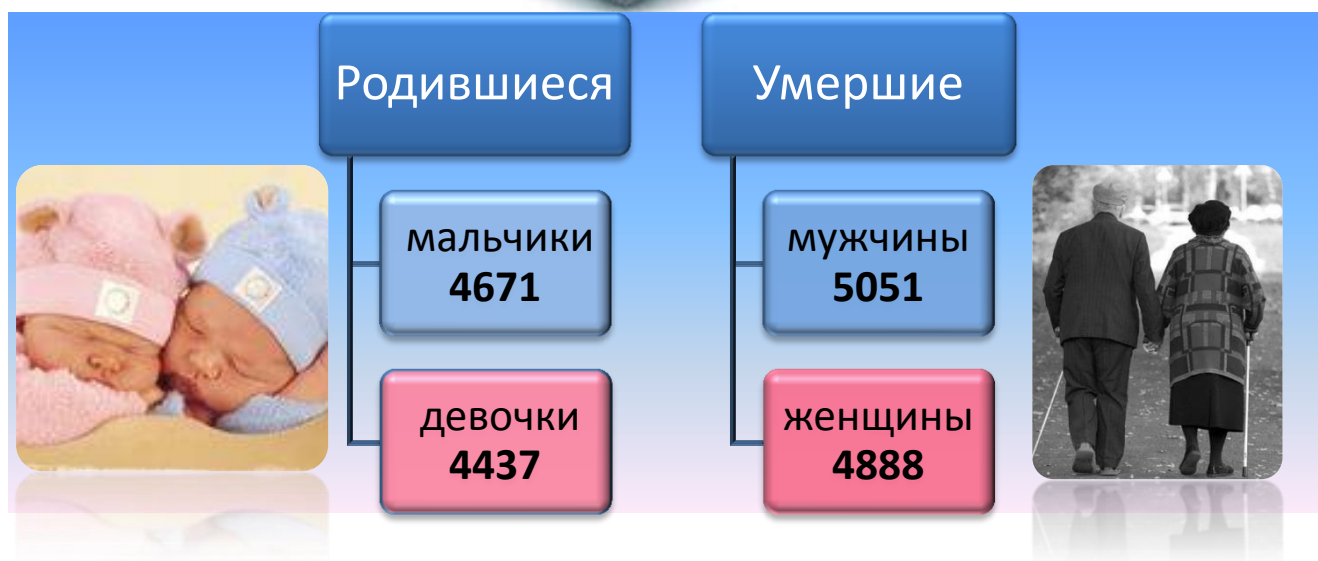 Родившиеся
мальчики
4671
девочки
4437
Умершие
мужчины
5051
женщины
4888